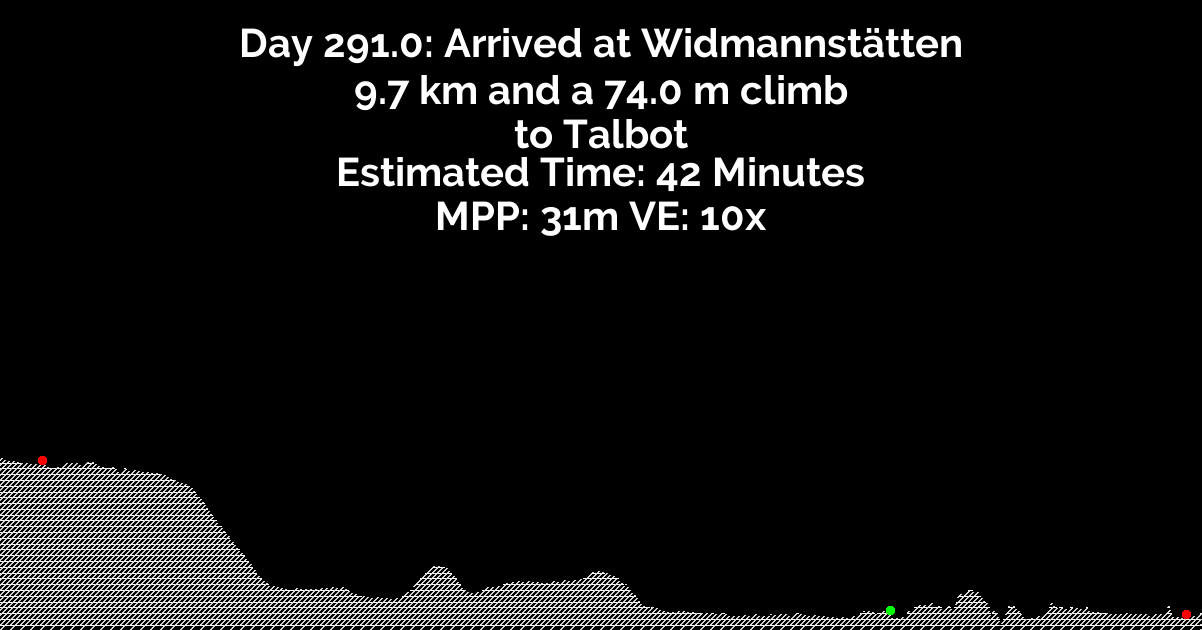 Day 291.0: Arrived at Widmannstätten
9.7 km and a 74.0 m climb
to Talbot
Estimated Time: 42 Minutes
MPP: 31m VE: 10x